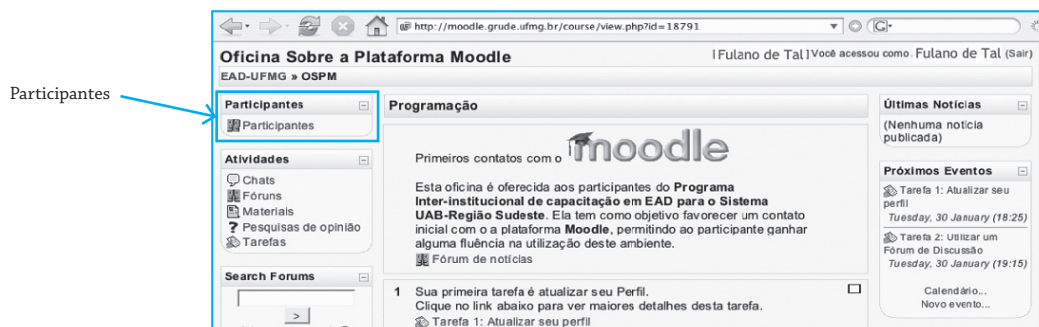 http://moodle.grude.ufmg.br/course/view.php?id=18791
G
Oficina Sobre a Plataforma Moodle
[Fulano de Tal] Você acessou como Fulano de Tal (Sair)
EAD-UFMG » OSPM
Participantes
Participantes
Participantes
Atividades
Chats
Fóruns
Materiais
Pesquisas de opinião
Tarefas
Search Forums
>
Programação
Primeiros contatos com o moodle
Esta oficina é oferecida aos participantes do Programa
Inter-institucional de capacitação em EAD para o Sistema
UAB-Região Sudeste. Ela tem como objetivo favorecer um contato
inicial com o a plataforma Moodle, permitindo ao participante ganhar
alguma fluência na utilização deste ambiente.
Fórum de notícias
1 Sua primeira tarefa é atualizar seu Perfil.
Clique no link abaixo para ver maiores detalhes desta tarefa.
Tarefa 1: Atualizar seu perfil
Últimas Notícias
(Nenhuma notícia
publicada)
Próximos Eventos
Tarefa 1: Atualizar seu
perfil
Tuesday, 30 January (18:25)
Tarefa 2: Utilizar um
Fórum de Discussão
Tuesday, 30 January (19:15)
Calendário...
Novo evento...